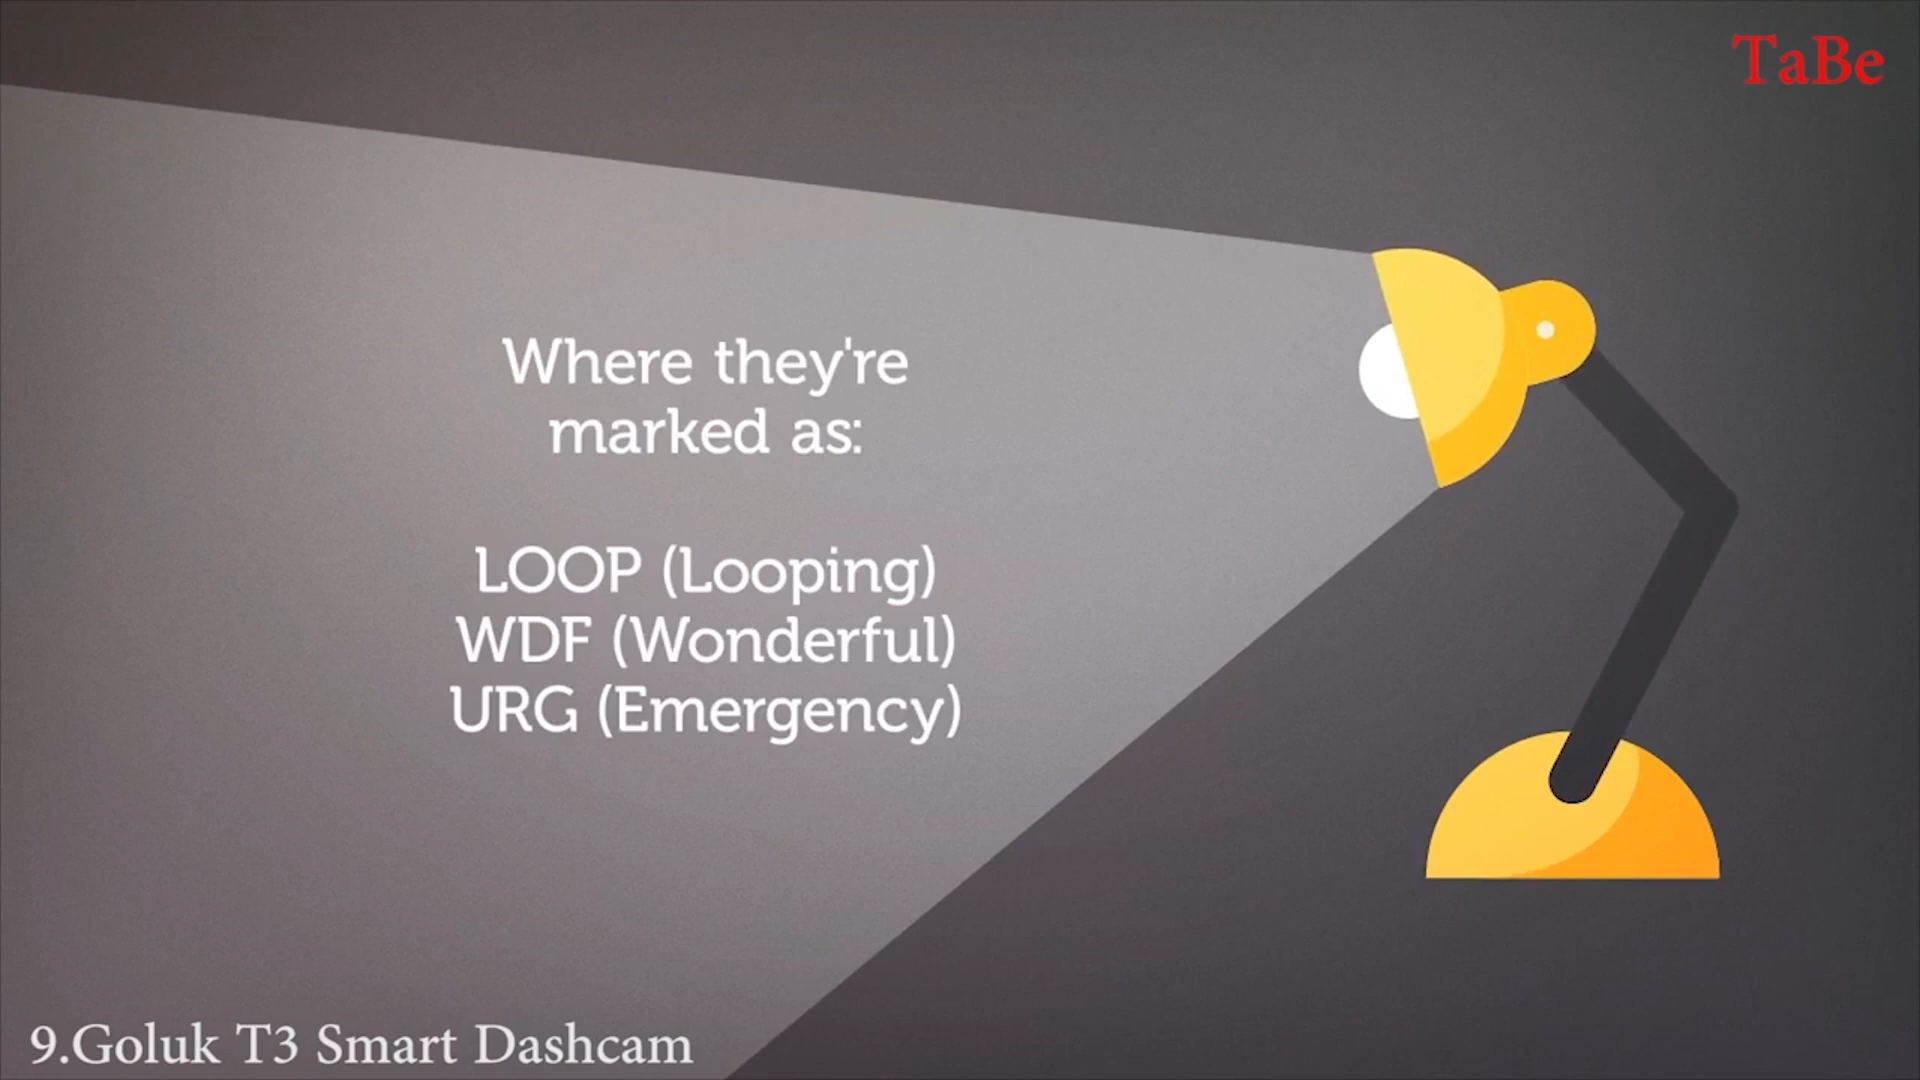 TaBe
Where they're
marked as:
LOOP (Looping)
WDF (Wonderful)
URG (Emergency)
9.Goluk T3 Smart Dashcam